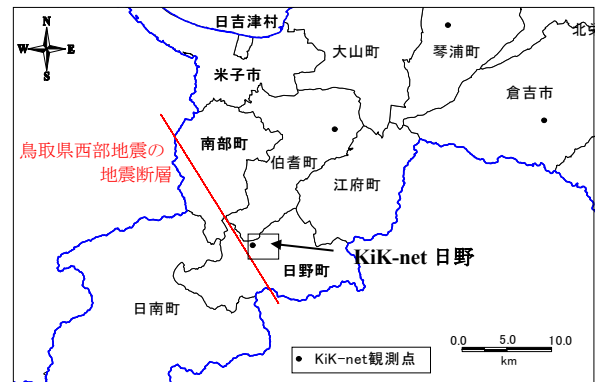 N
W E
S
日吉津村
大山町
琴浦町
北栄
米子市
倉吉市
南部町
鳥取県西部地震の
地震断層
伯耆町
江府町
KiK-net 日野
日野町
日南町
0.0 5.0 10.0
km
KiK-net観測点